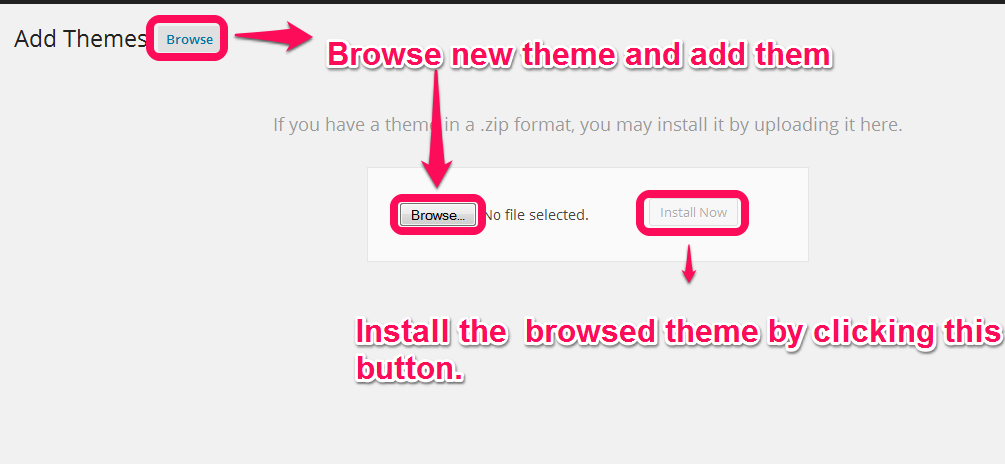 Add Themes Browse
Browse new theme and add them
If you have a theme in a .zip format, you may install it by uploading it here.
Browse... No file selected. Install Now
Install the browsed theme by clicking this
button.